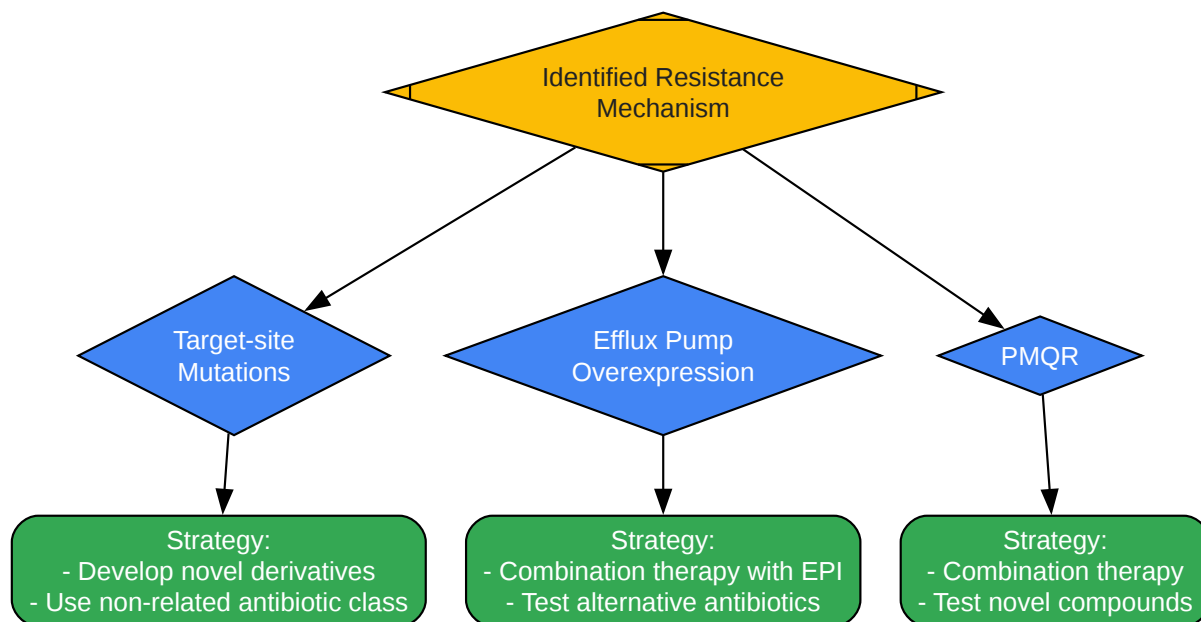 Identified Resistance
Mechanism
Target-site
Mutations
Efflux Pump
Overexpression
PMQR
Strategy:
- Develop novel derivatives
- Use non-related antibiotic class
Strategy:
- Combination therapy with EPI
- Test alternative antibiotics
Strategy:
- Combination therapy
- Test novel compounds